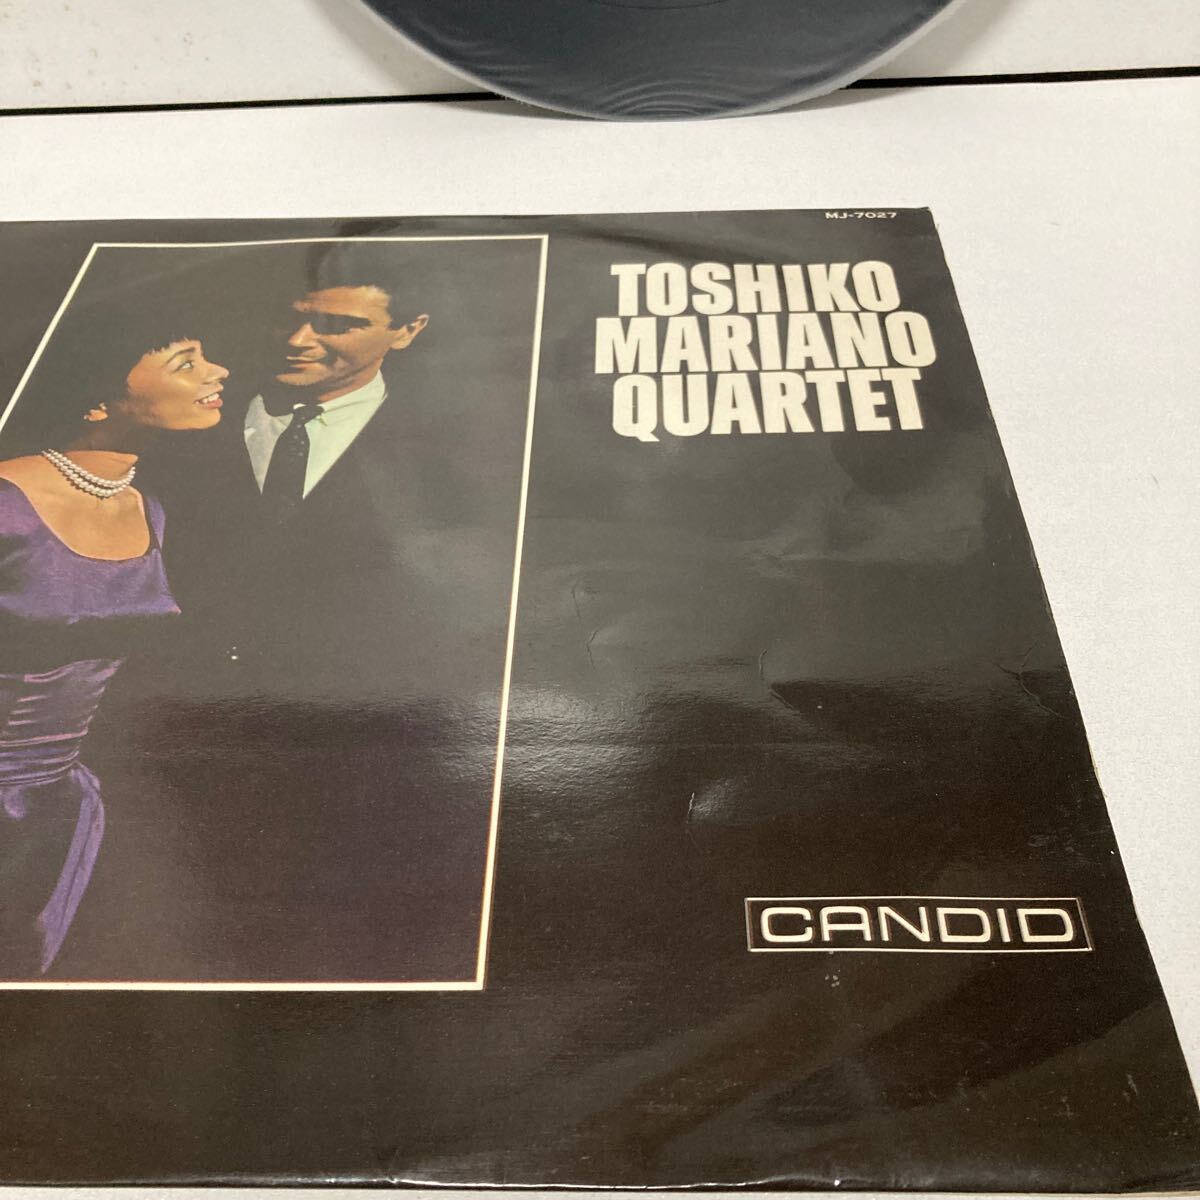 MJ-7027
TOSHIKO
MARIANO
QUARTET
CANDID